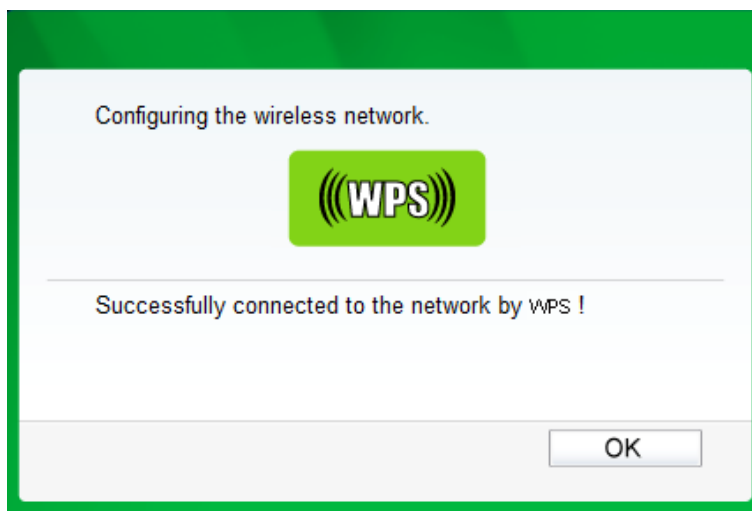 Configuring the wireless network.
WPS
Successfully connected to the network by WPS !
OK